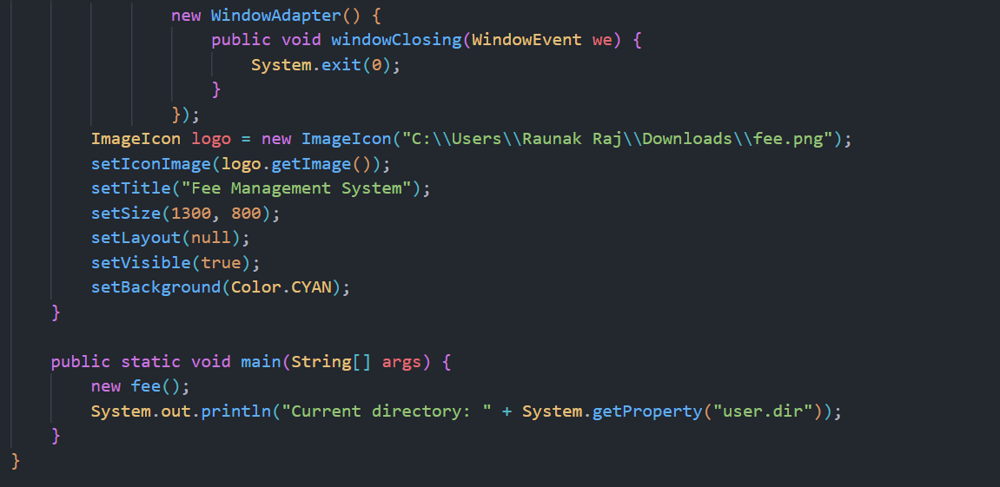 new WindowAdapter() {
public void windowClosing(WindowEvent we) {
System.exit(0);
}
});
ImageIcon logo = new ImageIcon("C:\\Users\\Raunak Raj\\Downloads\\fee.png");
setIconImage(logo.getImage());
setTitle("Fee Management System");
setSize(1300, 800);
setLayout(null);
setVisible(true);
setBackground(Color.CYAN);
}
public static void main(String[] args) {
new fee();
System.out.println("Current directory: " + System.getProperty("user.dir"));
}
}